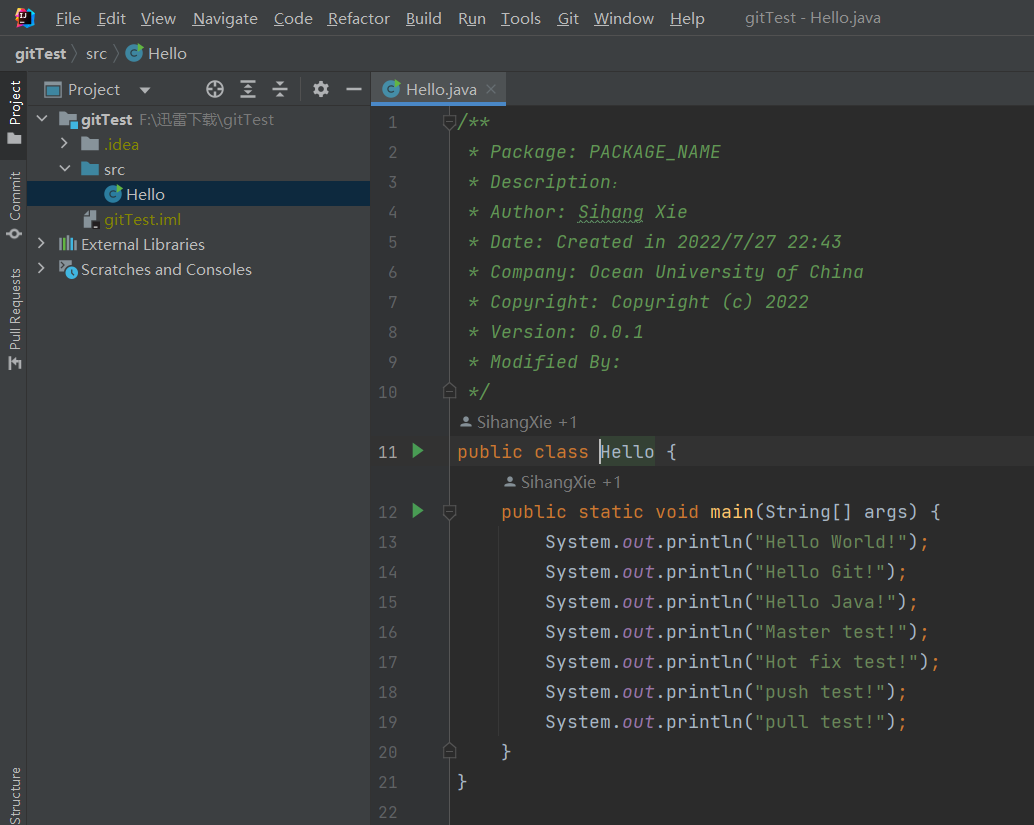 File Edit View Navigate Code Refactor Build Run Tools Git Window Help gitTest - Hello.java
gitTest src Hello
Project
Commit
Pull Requests
Structure
Project
gitTest F:\迅雷下载\gitTest
.idea
src
Hello
gitTest.iml
External Libraries
Scratches and Consoles
Hello.java
1 /**
2 * Package: PACKAGE_NAME
3 * Description:
4 * Author: Sihang Xie
5 * Date: Created in 2022/7/27 22:43
6 * Company: Ocean University of China
7 * Copyright: Copyright (c) 2022
8 * Version: 0.0.1
9 * Modified By:
10 */
SihangXie +1
11 public class Hello {
SihangXie +1
12 public static void main(String[] args) {
13 System.out.println("Hello World!");
14 System.out.println("Hello Git!");
15 System.out.println("Hello Java!");
16 System.out.println("Master test!");
17 System.out.println("Hot fix test!");
18 System.out.println("push test!");
19 System.out.println("pull test!");
20 }
21 }
22